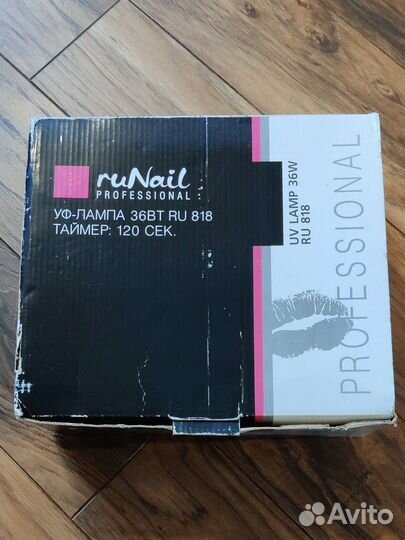 ruNail
PROFESSIONAL
УФ-ЛАМПА 36ВТ RU 818
ТАЙМЕР: 120 СЕК.
UV LAMP 36W
RU 818
PROFESSIONAL
Avito